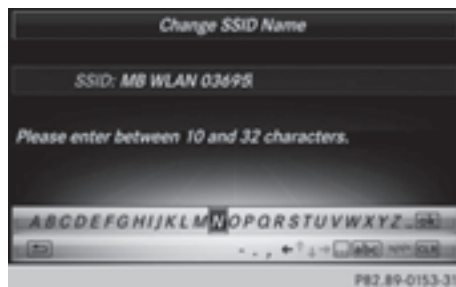 Change SSID Name
SSID: MB WLAN 03695
Please enter between 10 and 32 characters.
A B C D E F G H I J K L M N O P Q R S T U V W X Y Z _ ok
- . , ← ↑ ↓ → abc CLR
P82.89-0153-31